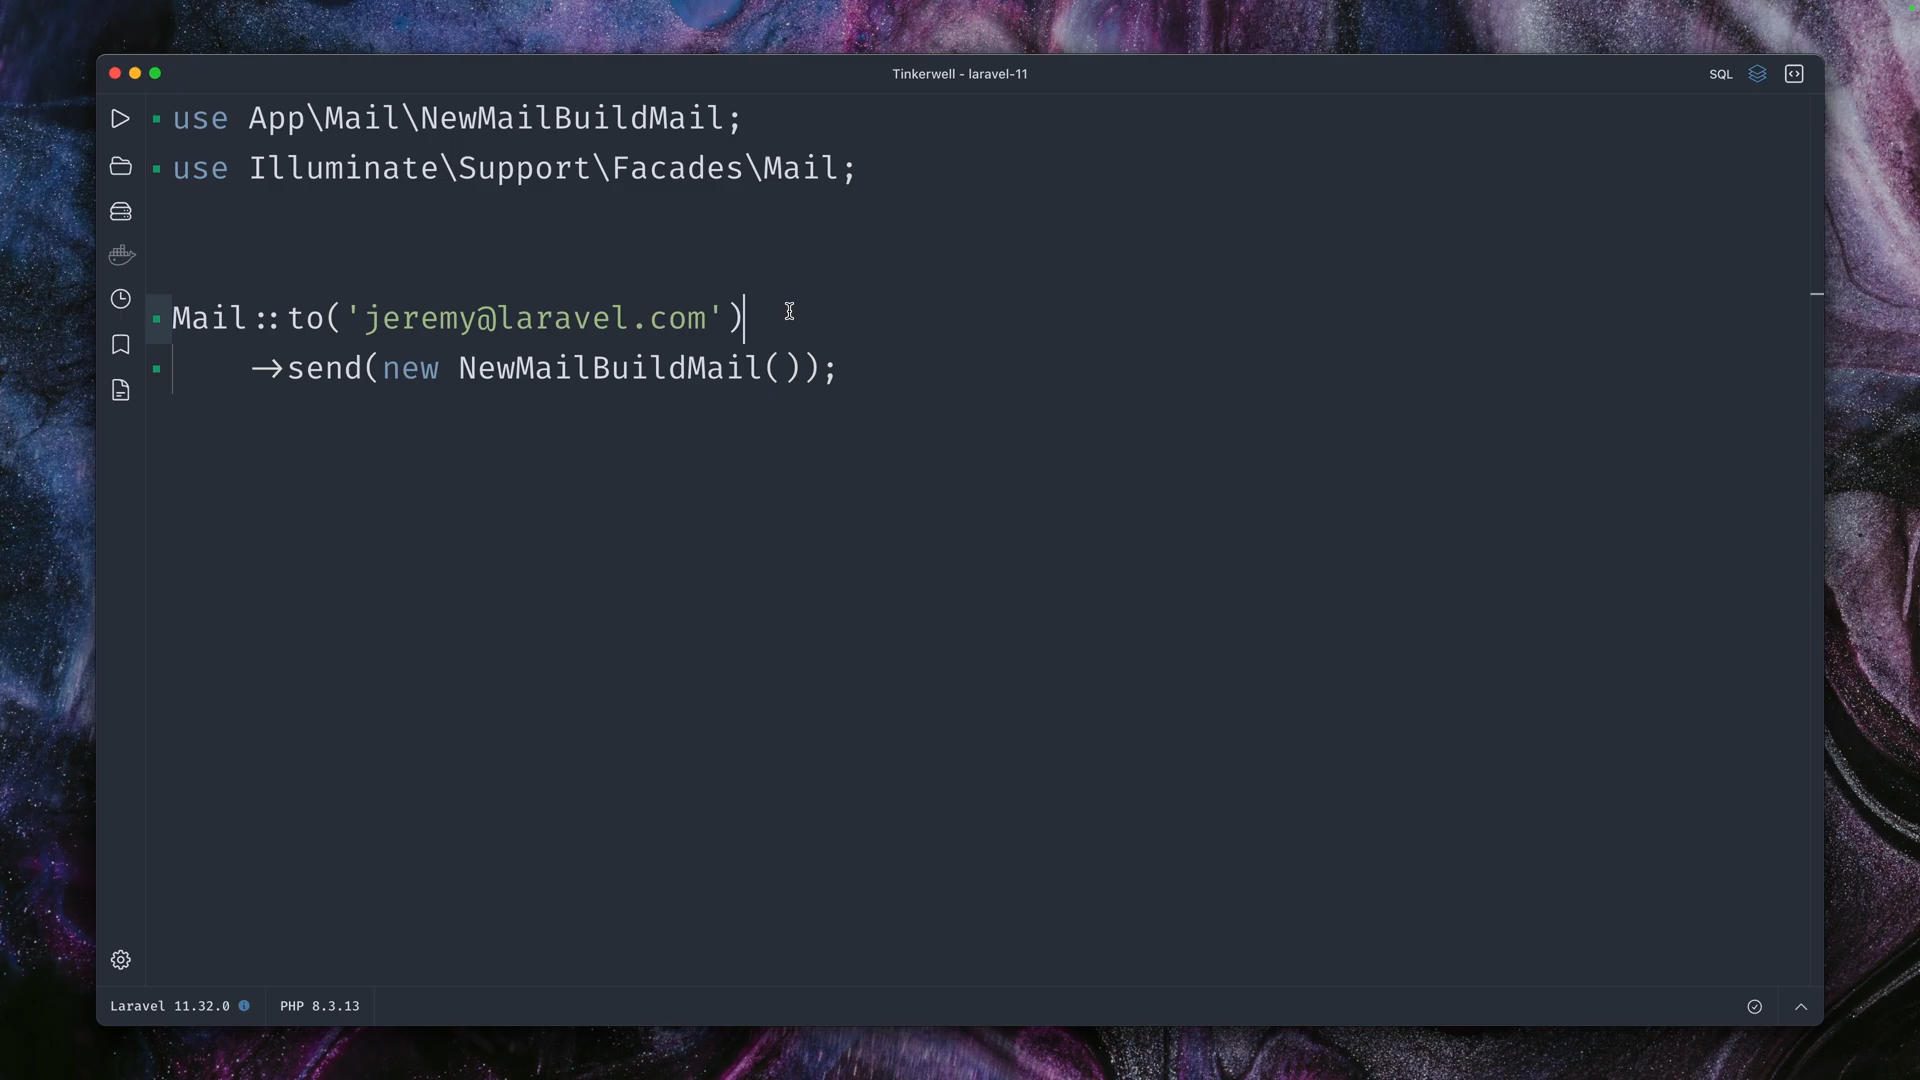 Tinkerwell - laravel-11
SQL
use App\Mail\NewMailBuildMail;
use Illuminate\Support\Facades\Mail;
Mail::to('jeremy@laravel.com')
->send(new NewMailBuildMail());
Laravel 11.32.0
PHP 8.3.13